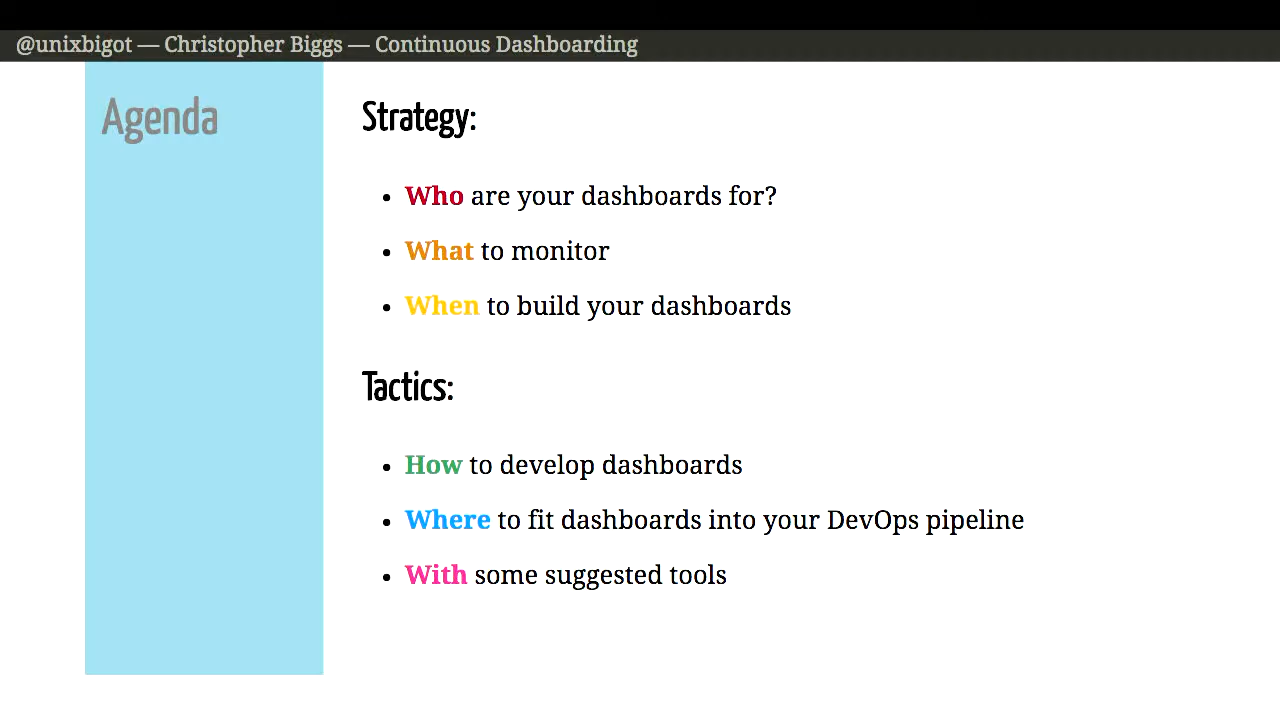 @unixbigot — Christopher Biggs — Continuous Dashboarding
Agenda
Strategy:
• Who are your dashboards for?
• What to monitor
• When to build your dashboards
Tactics:
• How to develop dashboards
• Where to fit dashboards into your DevOps pipeline
• With some suggested tools